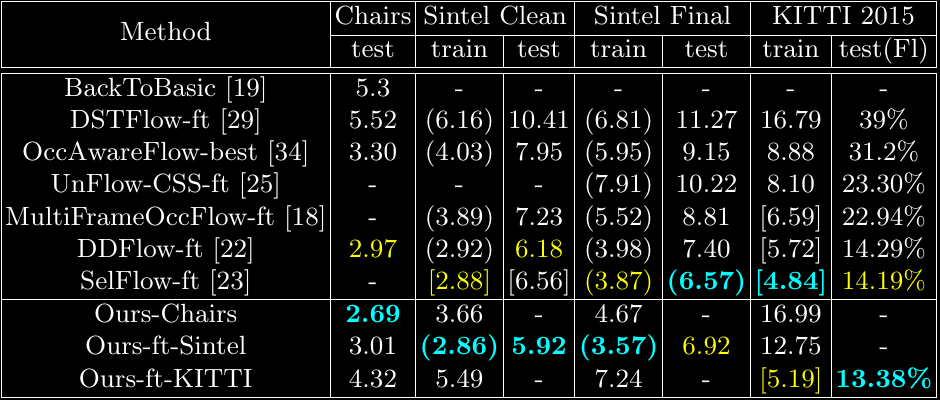 Method Chairs Sintel Clean Sintel Final KITTI 2015
test train test train test train test(Fl)
BackToBasic [19] 5.3 - - - - - -
DSTFlow-ft [29] 5.52 (6.16) 10.41 (6.81) 11.27 16.79 39%
OccAwareFlow-best [34] 3.30 (4.03) 7.95 (5.95) 9.15 8.88 31.2%
UnFlow-CSS-ft [25] - - - (7.91) 10.22 8.10 23.30%
MultiFrameOccFlow-ft [18] - (3.89) 7.23 (5.52) 8.81 [6.59] 22.94%
DDFlow-ft [22] 2.97 (2.92) 6.18 (3.98) 7.40 [5.72] 14.29%
SelFlow-ft [23] - [2.88] [6.56] (3.87) (6.57) [4.84] 14.19%
Ours-Chairs 2.69 3.66 - 4.67 - 16.99 -
Ours-ft-Sintel 3.01 (2.86) 5.92 (3.57) 6.92 12.75 -
Ours-ft-KITTI 4.32 5.49 - 7.24 - [5.19] 13.38%